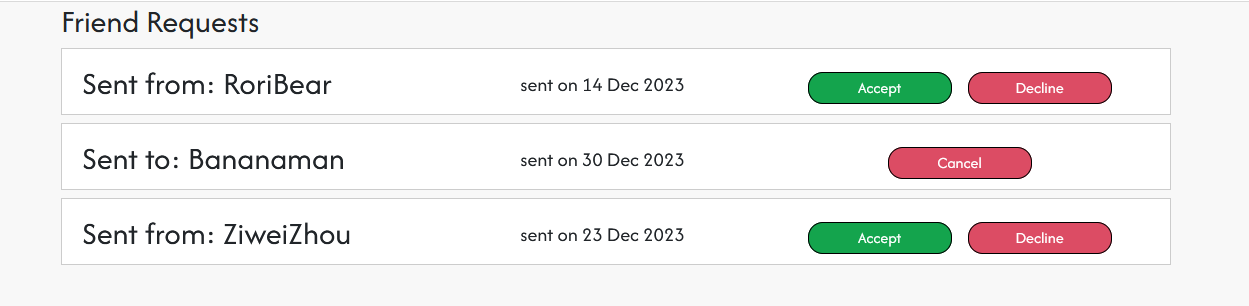 Friend Requests
Sent from: RoriBear sent on 14 Dec 2023 Accept Decline
Sent to: Bananaman sent on 30 Dec 2023 Cancel
Sent from: ZiweiZhou sent on 23 Dec 2023 Accept Decline